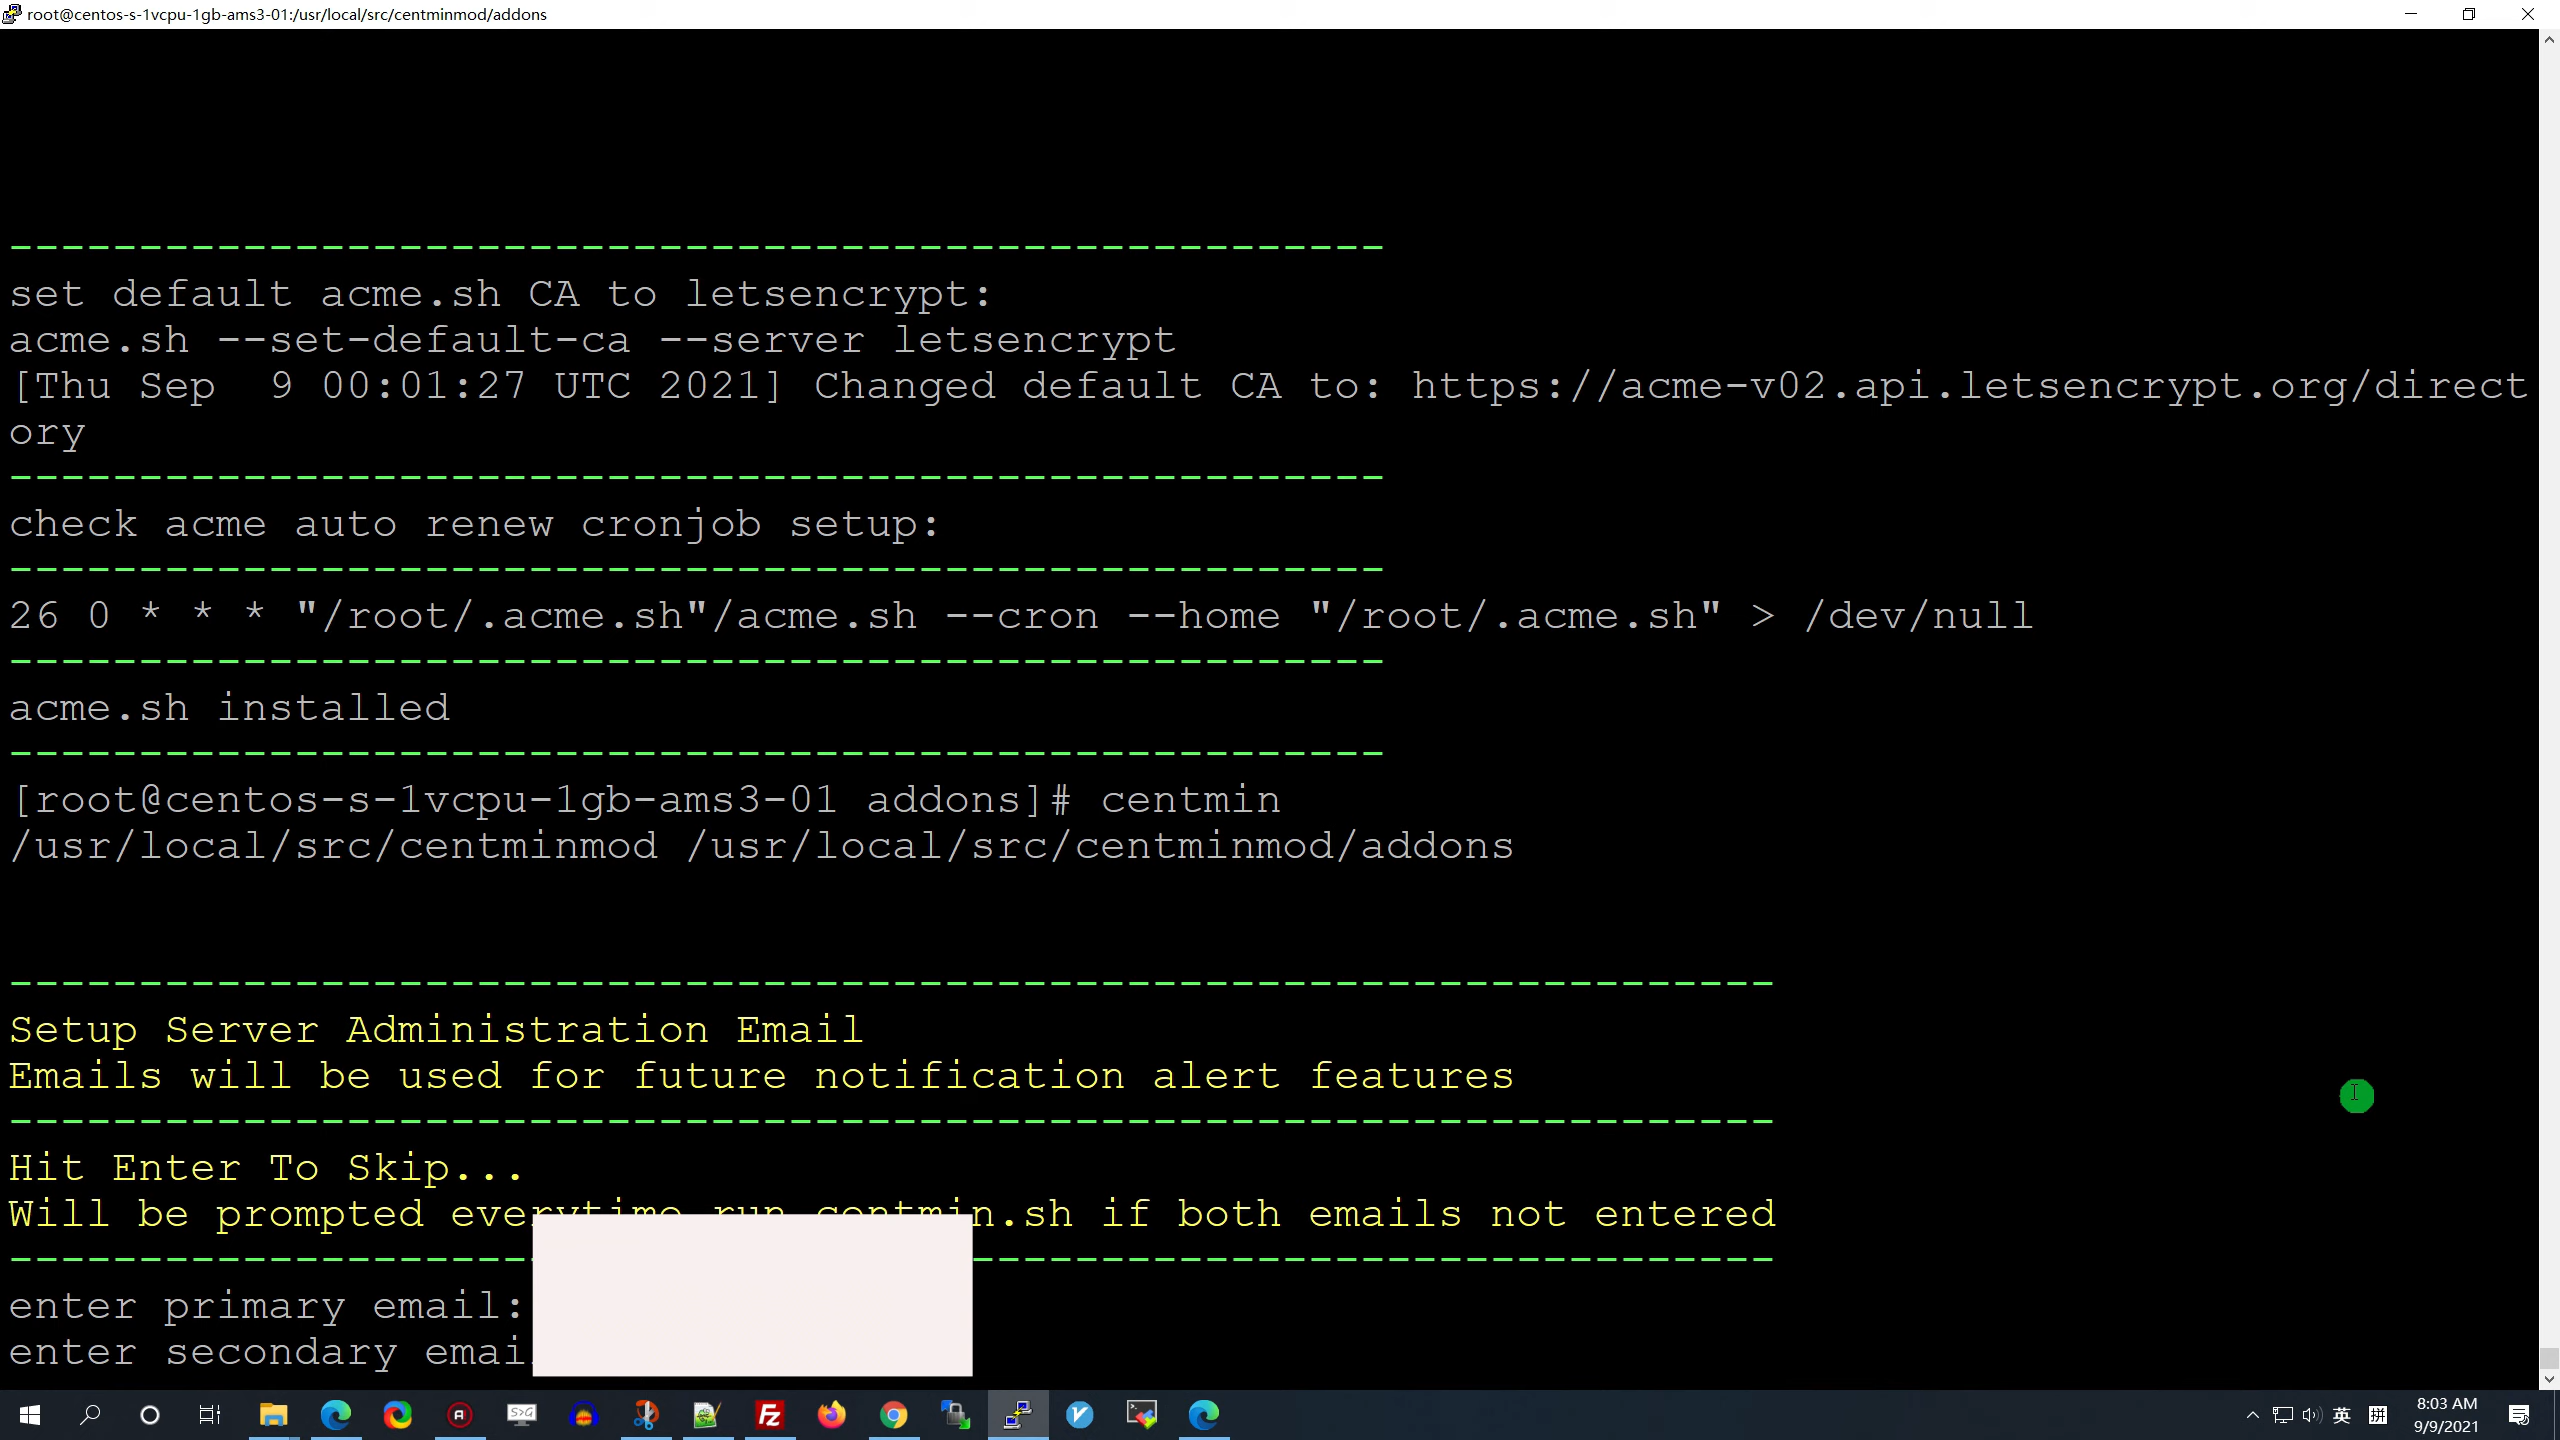 root@centos-s-1vcpu-1gb-ams3-01:/usr/local/src/centminmod/addons
-----------------------------------------------------
set default acme.sh CA to letsencrypt:
acme.sh --set-default-ca --server letsencrypt
[Thu Sep  9 00:01:27 UTC 2021] Changed default CA to: https://acme-v02.api.letsencrypt.org/direct
ory
-----------------------------------------------------
check acme auto renew cronjob setup:
-----------------------------------------------------
26 0 * * * "/root/.acme.sh"/acme.sh --cron --home "/root/.acme.sh" > /dev/null
-----------------------------------------------------
acme.sh installed
-----------------------------------------------------
[root@centos-s-1vcpu-1gb-ams3-01 addons]# centmin
/usr/local/src/centminmod /usr/local/src/centminmod/addons
--------------------------------------------------------------------
Setup Server Administration Email
Emails will be used for future notification alert features
--------------------------------------------------------------------
Hit Enter To Skip...
Will be prompted everytime run centmin.sh if both emails not entered
--------------------------------------------------------------------
enter primary email:
enter secondary emai
S>G
Fz
英
拼
8:03 AM
9/9/2021